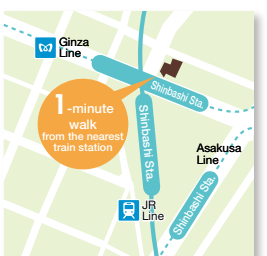 Ginza
Line
Shinbashi Sta.
1-minute
walk
from the nearest
train station
Shinbashi Sta.
Asakusa
Line
Shinbashi Sta.
JR
Line